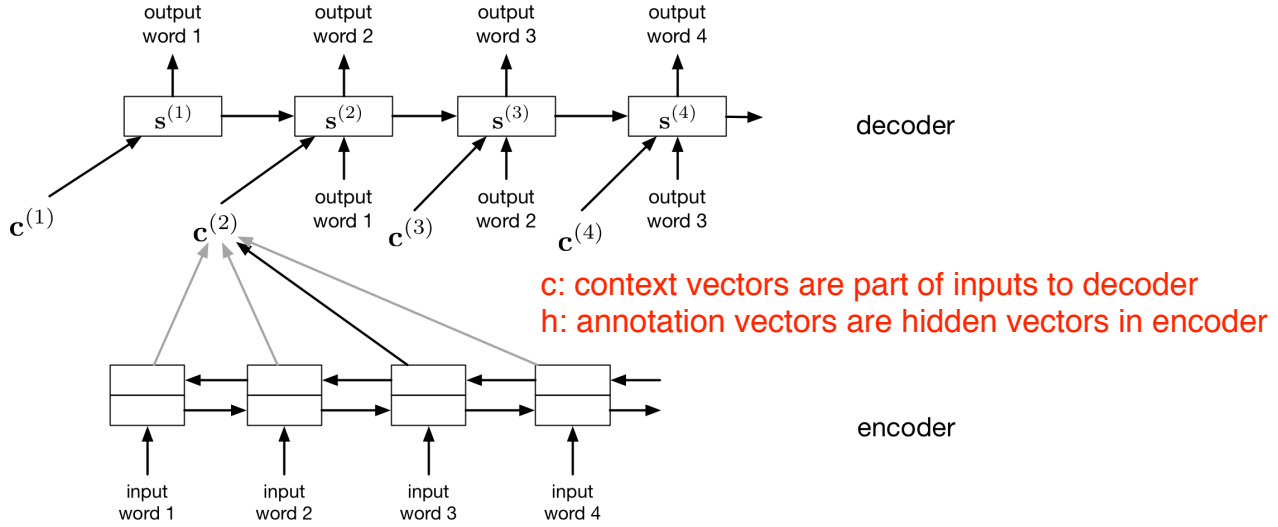 output
word 1
output
word 2
output
word 3
output
word 4
s^(1)
s^(2)
s^(3)
s^(4)
decoder
c^(1)
c^(2)
output
word 1
c^(3)
output
word 2
c^(4)
output
word 3
c: context vectors are part of inputs to decoder
h: annotation vectors are hidden vectors in encoder
encoder
input
word 1
input
word 2
input
word 3
input
word 4